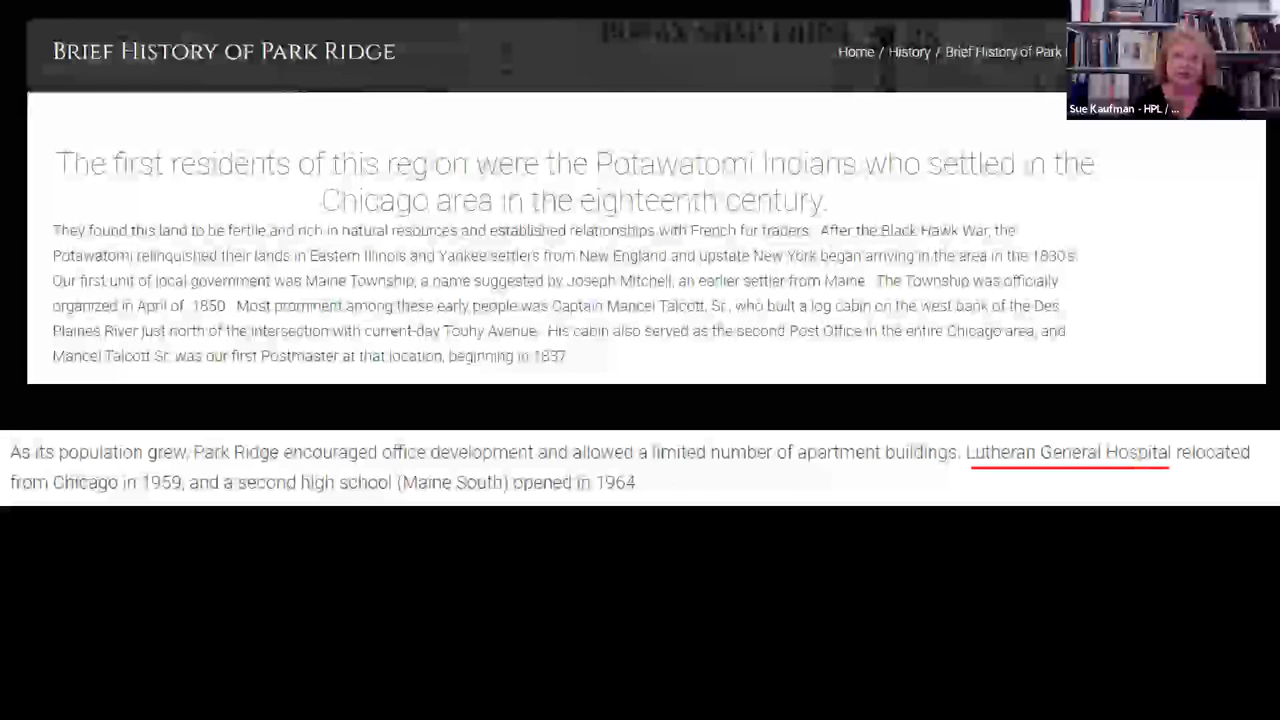 BRIEF HISTORY OF PARK RIDGE
Home / History / Brief History of Park
Sue Kaufman - HPL / ...
The first residents of this region were the Potawatomi Indians who settled in the
Chicago area in the eighteenth century.
They found this land to be fertile and rich in natural resources and established relationships with French fur traders. After the Black Hawk War, the
Potawatomi relinquished their lands in Eastern Illinois and Yankee settlers from New England and upstate New York began arriving in the area in the 1830's.
Our first unit of local government was Maine Township, a name suggested by Joseph Mitchell, an earlier settler from Maine. The Township was officially
organized in April of 1850. Most prominent among these early people was Captain Mancel Talcott, Sr., who built a log cabin on the west bank of the Des
Plaines River just north of the intersection with current-day Touhy Avenue. His cabin also served as the second Post Office in the entire Chicago area, and
Mancel Talcott Sr. was our first Postmaster at that location, beginning in 1837
As its population grew, Park Ridge encouraged office development and allowed a limited number of apartment buildings. Lutheran General Hospital relocated
from Chicago in 1959, and a second high school (Maine South) opened in 1964